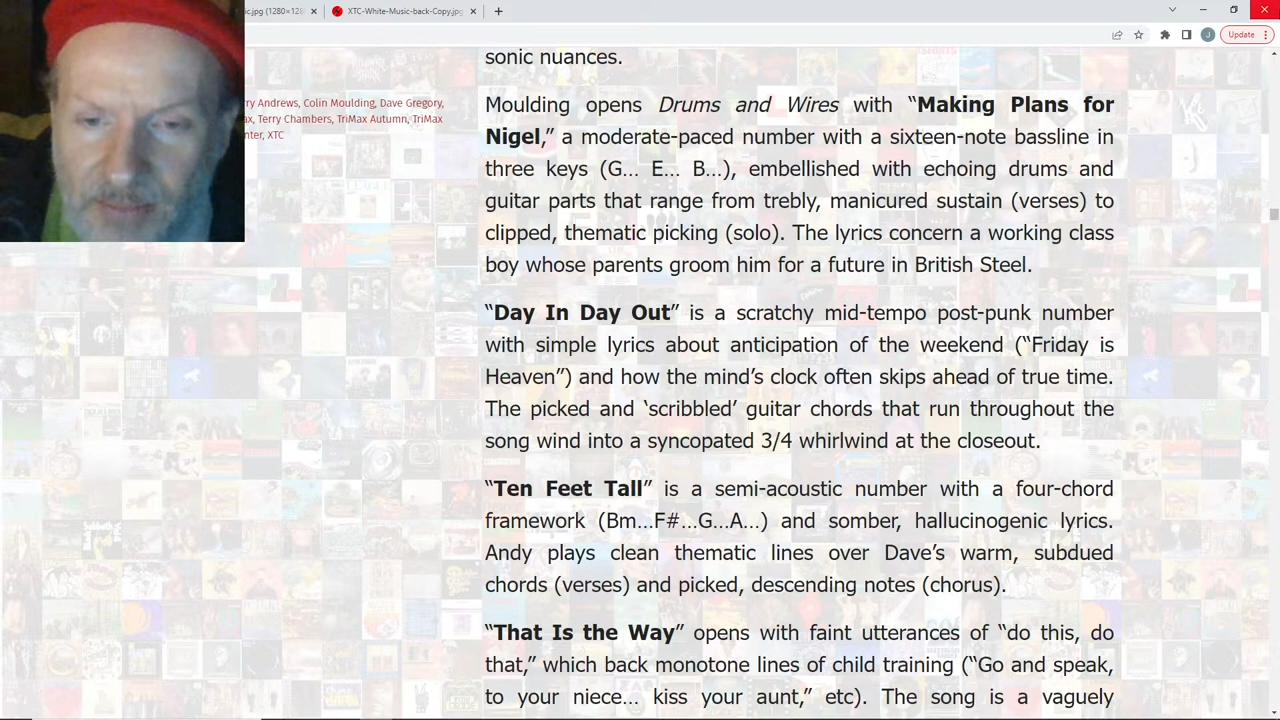 ic.jpg (1280×128
XTC-White-Music-back-Copy.jpg
Update
J
sonic nuances.
ry Andrews, Colin Moulding, Dave Gregory,
ax, Terry Chambers, TriMax Autumn, TriMax
nter, XTC
Moulding opens Drums and Wires with “Making Plans for
Nigel,” a moderate-paced number with a sixteen-note bassline in
three keys (G… E… B…), embellished with echoing drums and
guitar parts that range from trebly, manicured sustain (verses) to
clipped, thematic picking (solo). The lyrics concern a working class
boy whose parents groom him for a future in British Steel.
“Day In Day Out” is a scratchy mid-tempo post-punk number
with simple lyrics about anticipation of the weekend (“Friday is
Heaven”) and how the mind’s clock often skips ahead of true time.
The picked and ‘scribbled’ guitar chords that run throughout the
song wind into a syncopated 3/4 whirlwind at the closeout.
“Ten Feet Tall” is a semi-acoustic number with a four-chord
framework (Bm…F#…G…A…) and somber, hallucinogenic lyrics.
Andy plays clean thematic lines over Dave’s warm, subdued
chords (verses) and picked, descending notes (chorus).
“That Is the Way” opens with faint utterances of “do this, do
that,” which back monotone lines of child training (“Go and speak,
to your niece… kiss your aunt,” etc). The song is a vaguely